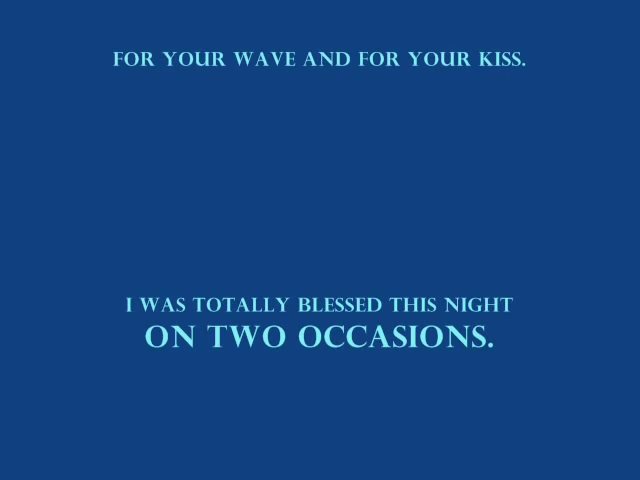 FOR YOUR WAVE AND FOR YOUR KISS.
I WAS TOTALLY BLESSED THIS NIGHT
ON TWO OCCASIONS.